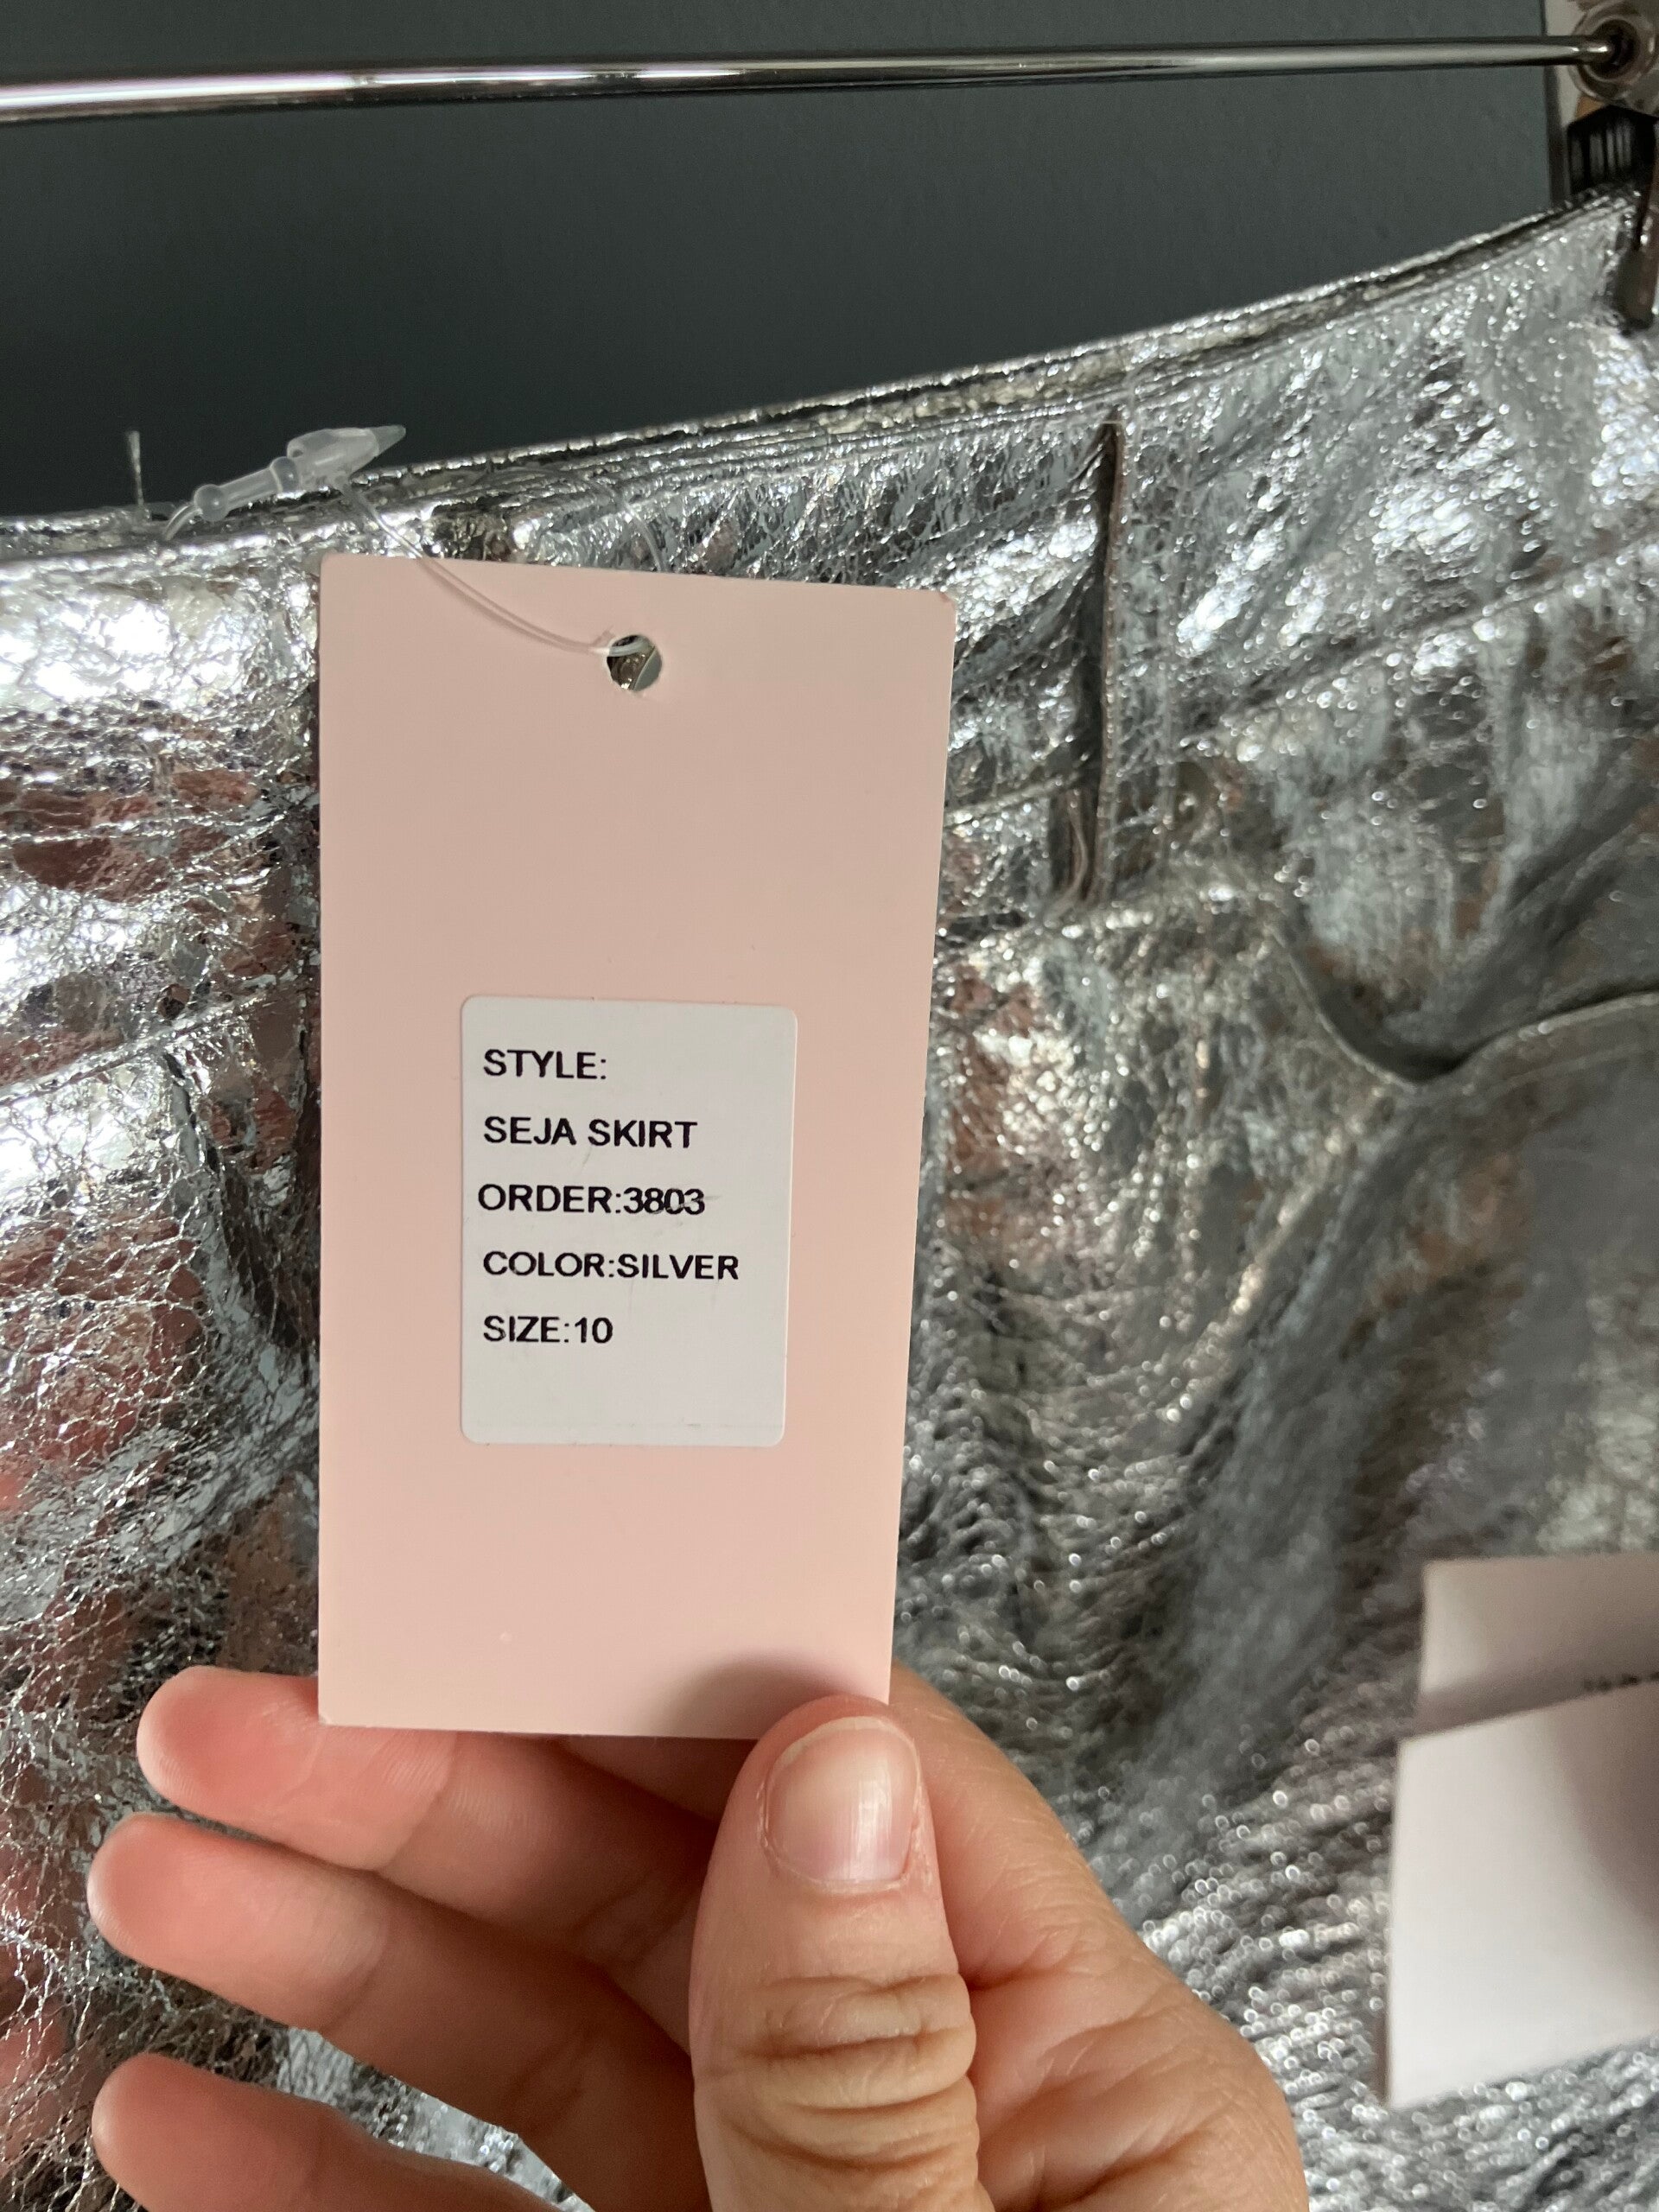 STYLE:
SEJA SKIRT
ORDER:3803
COLOR:SILVER
SIZE:10